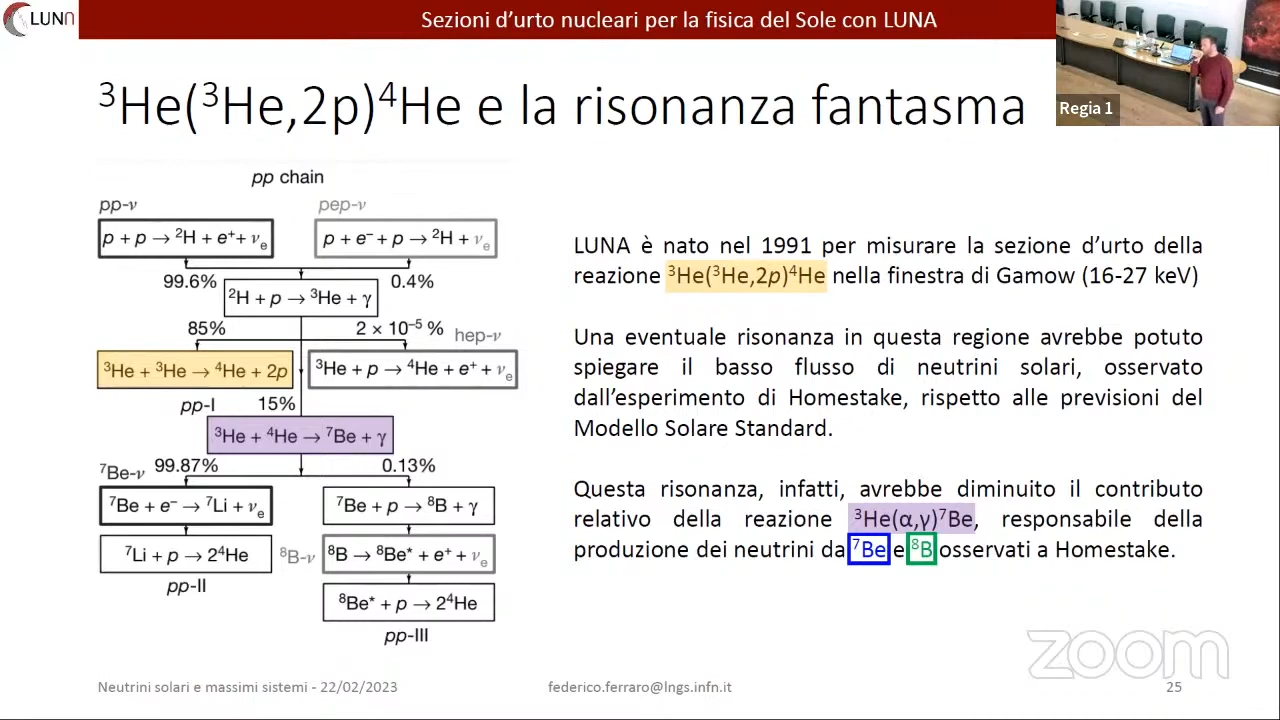 LUNA
Sezioni d'urto nucleari per la fisica del Sole con LUNA
Regia 1
³He(³He,2p)⁴He e la risonanza fantasma
pp chain
pp-ν
pep-ν
p + p → ²H + e⁺+ νₑ
p + e⁻ + p → ²H + νₑ
99.6%
0.4%
²H + p → ³He + γ
85%
2 × 10⁻⁵ %
hep-ν
³He + ³He → ⁴He + 2p
³He + p → ⁴He + e⁺ + νₑ
pp-I
15%
³He + ⁴He → ⁷Be + γ
⁷Be-ν
99.87%
0.13%
⁷Be + e⁻ → ⁷Li + νₑ
⁷Be + p → ⁸B + γ
⁷Li + p → 2⁴He
⁸B-ν
⁸B → ⁸Be* + e⁺ + νₑ
pp-II
⁸Be* + p → 2⁴He
pp-III
LUNA è nato nel 1991 per misurare la sezione d'urto della
reazione ³He(³He,2p)⁴He nella finestra di Gamow (16-27 keV)
Una eventuale risonanza in questa regione avrebbe potuto
spiegare il basso flusso di neutrini solari, osservato
dall'esperimento di Homestake, rispetto alle previsioni del
Modello Solare Standard.
Questa risonanza, infatti, avrebbe diminuito il contributo
relativo della reazione ³He(α,γ)⁷Be, responsabile della
produzione dei neutrini da ⁷Be e ⁸B osservati a Homestake.
zoom
Neutrini solari e massimi sistemi - 22/02/2023
federico.ferraro@lngs.infn.it
25